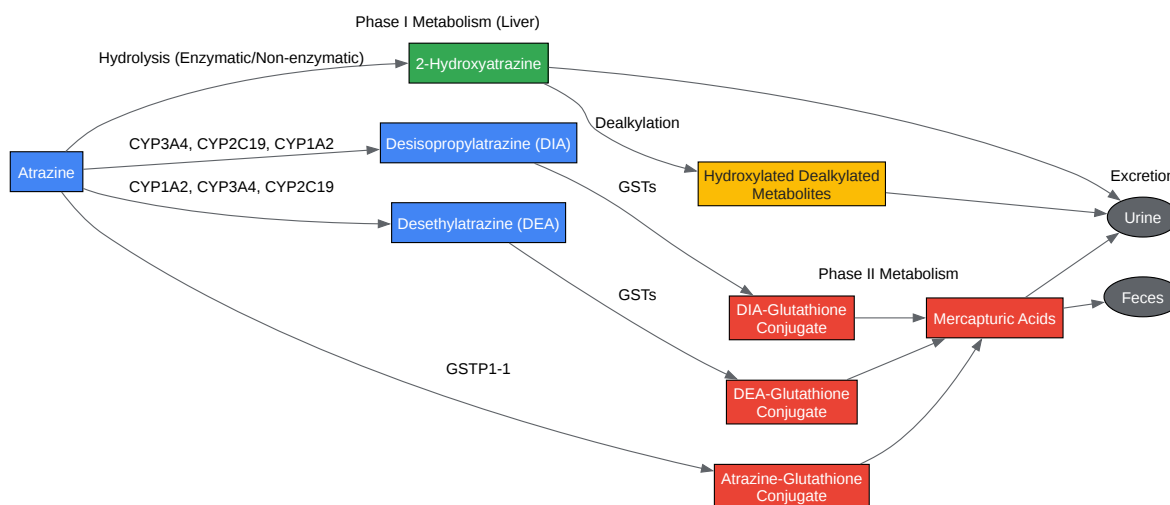 Phase I Metabolism (Liver)
Hydrolysis (Enzymatic/Non-enzymatic)
2-Hydroxyatrazine
Dealkylation
CYP3A4, CYP2C19, CYP1A2
Desisopropylatrazine (DIA)
Atrazine
CYP1A2, CYP3A4, CYP2C19
GSTs
Hydroxylated Dealkylated
Metabolites
Excretion
Urine
Desethylatrazine (DEA)
Phase II Metabolism
GSTs
DIA-Glutathione
Conjugate
Mercapturic Acids
Feces
GSTP1-1
DEA-Glutathione
Conjugate
Atrazine-Glutathione
Conjugate